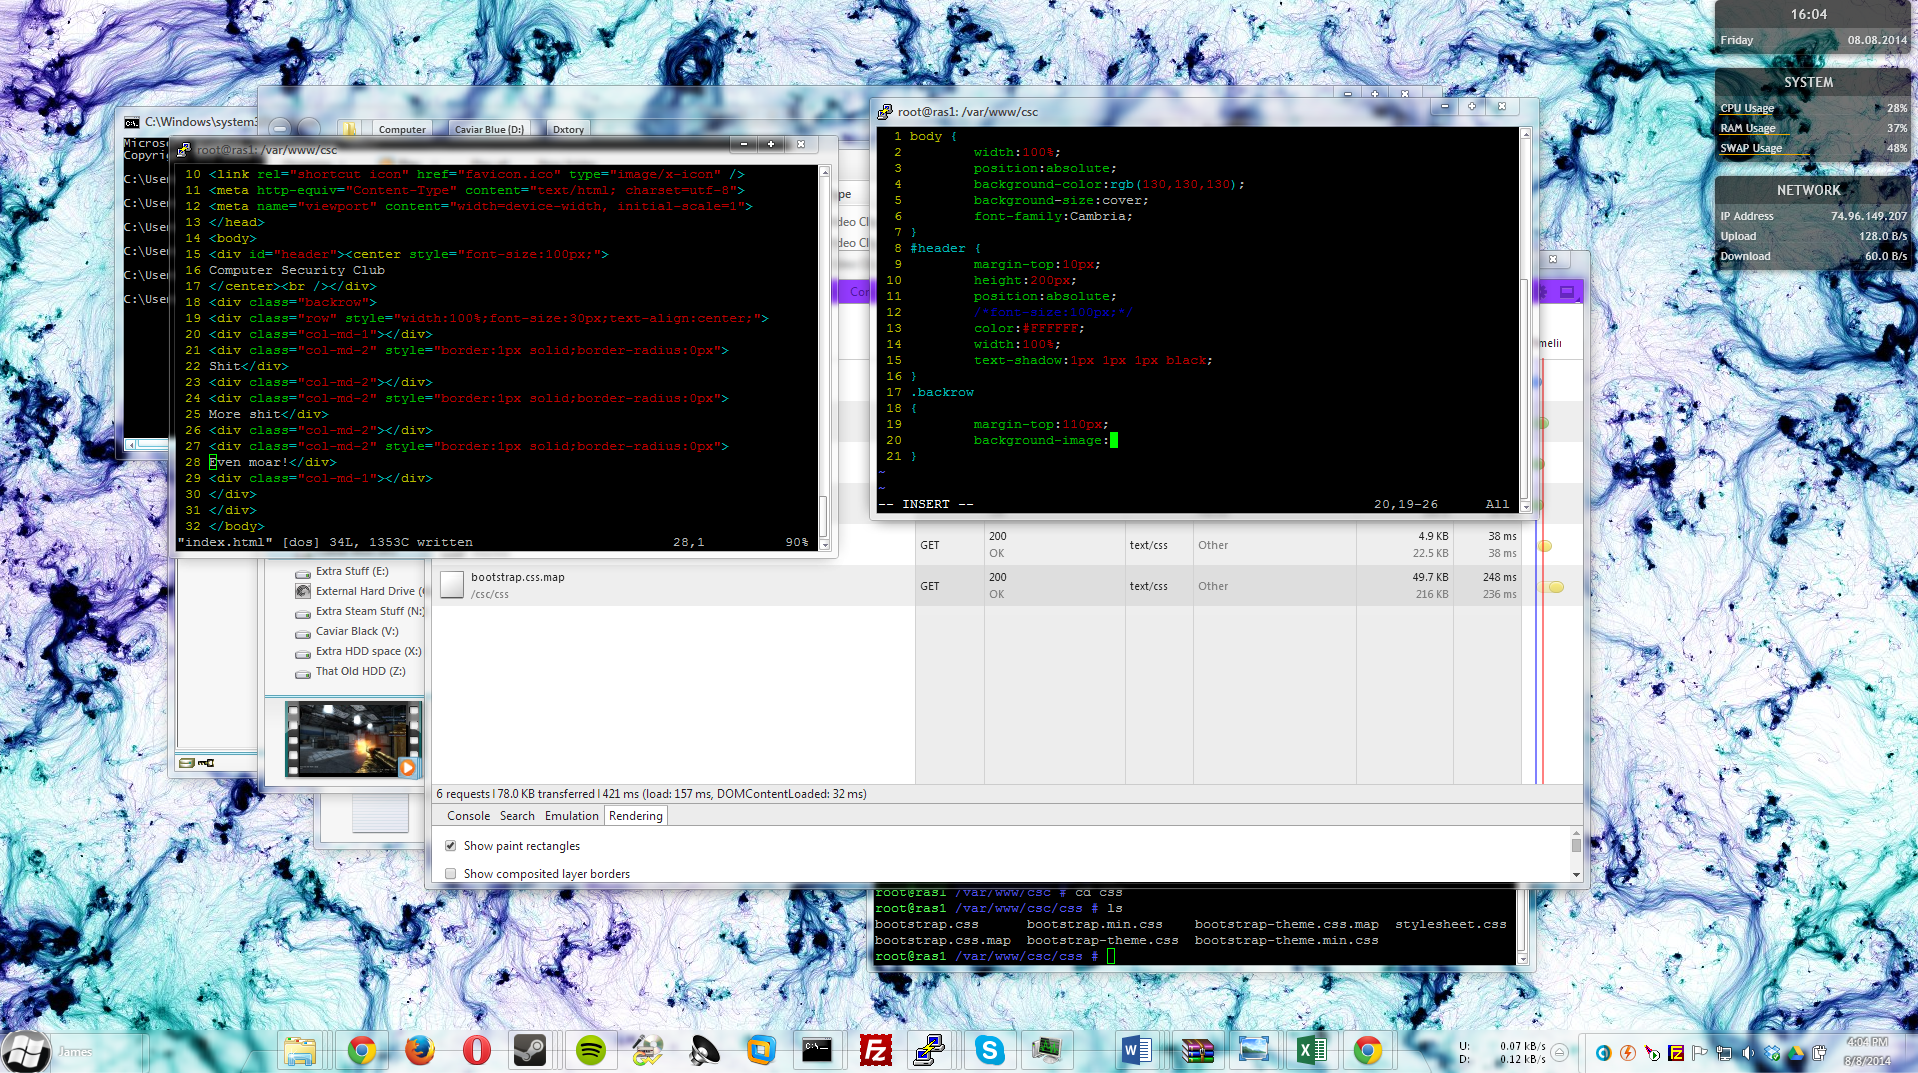 16:04
Friday 08.08.2014
SYSTEM
CPU Usage 28%
RAM Usage 37%
SWAP Usage 48%
NETWORK
IP Address 74.96.149.207
Upload 128.0 B/s
Download 60.0 B/s
C:\Windows\system3
Micros
Copyri
C:\User
C:\User
C:\User
C:\User
C:\User
C:\User
Computer Caviar Blue (D:) Dxtory
root@ras1: /var/www/csc
10 <link rel="shortcut icon" href="favicon.ico" type="image/x-icon" />
11 <meta http-equiv="Content-Type" content="text/html; charset=utf-8">
12 <meta name="viewport" content="width=device-width, initial-scale=1">
13 </head>
14 <body>
15 <div id="header"><center style="font-size:100px;">
16 Computer Security Club
17 </center><br /></div>
18 <div class="backrow">
19 <div class="row" style="width:100%;font-size:30px;text-align:center;">
20 <div class="col-md-1"></div>
21 <div class="col-md-2" style="border:1px solid;border-radius:0px">
22 Shit</div>
23 <div class="col-md-2"></div>
24 <div class="col-md-2" style="border:1px solid;border-radius:0px">
25 More shit</div>
26 <div class="col-md-2"></div>
27 <div class="col-md-2" style="border:1px solid;border-radius:0px">
28 Even moar!</div>
29 <div class="col-md-1"></div>
30 </div>
31 </div>
32 </body>
"index.html" [dos] 34L, 1353C written 28,1 90%
root@ras1: /var/www/csc
1 body {
2 width:100%;
3 position:absolute;
4 background-color:rgb(130,130,130);
5 background-size:cover;
6 font-family:Cambria;
7 }
8 #header {
9 margin-top:10px;
10 height:200px;
11 position:absolute;
12 /*font-size:100px;*/
13 color:#FFFFFF;
14 width:100%;
15 text-shadow:1px 1px 1px black;
16 }
17 .backrow
18 {
19 margin-top:110px;
20 background-image:
21 }
~
~
-- INSERT -- 20,19-26 All
pe
deo Cl
deo Cl
Cor
melin
GET 200 OK text/css Other 4.9 KB 22.5 KB 38 ms 38 ms
bootstrap.css.map /csc/css GET 200 OK text/css Other 49.7 KB 216 KB 248 ms 236 ms
Extra Stuff (E:)
External Hard Drive (
Extra Steam Stuff (N:)
Caviar Black (V:)
Extra HDD space (X:)
That Old HDD (Z:)
6 requests | 78.0 KB transferred | 421 ms (load: 157 ms, DOMContentLoaded: 32 ms)
Console Search Emulation Rendering
Show paint rectangles
Show composited layer borders
root@ras1 /var/www/csc # cd css
root@ras1 /var/www/csc/css # ls
bootstrap.css bootstrap.min.css bootstrap-theme.css.map stylesheet.css
bootstrap.css.map bootstrap-theme.css bootstrap-theme.min.css
root@ras1 /var/www/csc/css #
James
U: 0.07 kB/s
D: 0.12 kB/s
4:04 PM
8/8/2014